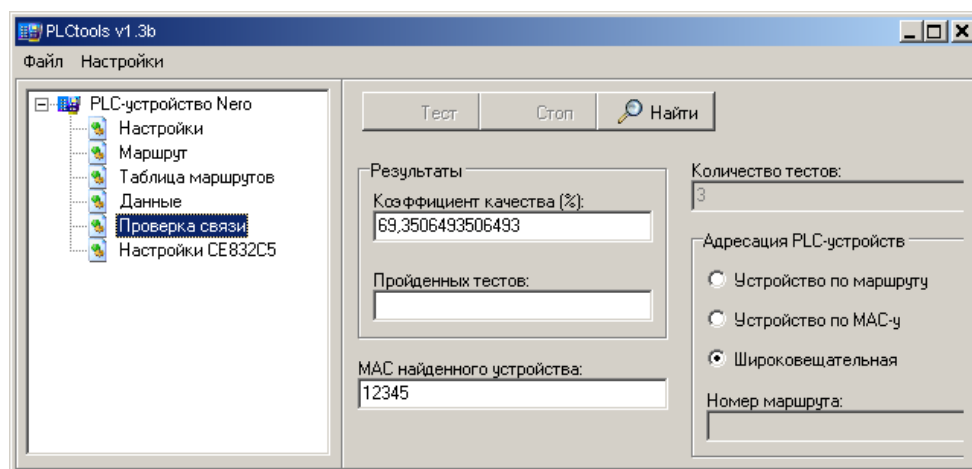 PLCtools v1.3b
Файл Настройки
PLC-устройство Nero
Настройки
Маршрут
Таблица маршрутов
Данные
Проверка связи
Настройки CE832C5
Тест Стоп Найти
Результаты
Коэффициент качества (%):
69,3506493506493
Пройденных тестов:
MAC найденного устройства:
12345
Количество тестов:
3
Адресация PLC-устройств
Устройство по маршруту
Устройство по MAC-у
Широковещательная
Номер маршрута: